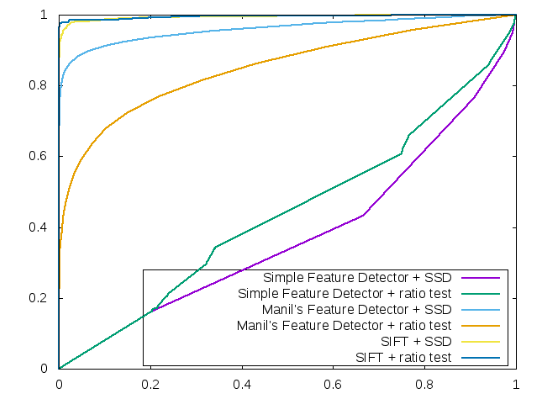 1
0.8
0.6
0.4
0.2
0
0
0.2
0.4
0.6
0.8
1
Simple Feature Detector + SSD
Simple Feature Detector + ratio test
Manil's Feature Detector + SSD
Manil's Feature Detector + ratio test
SIFT + SSD
SIFT + ratio test